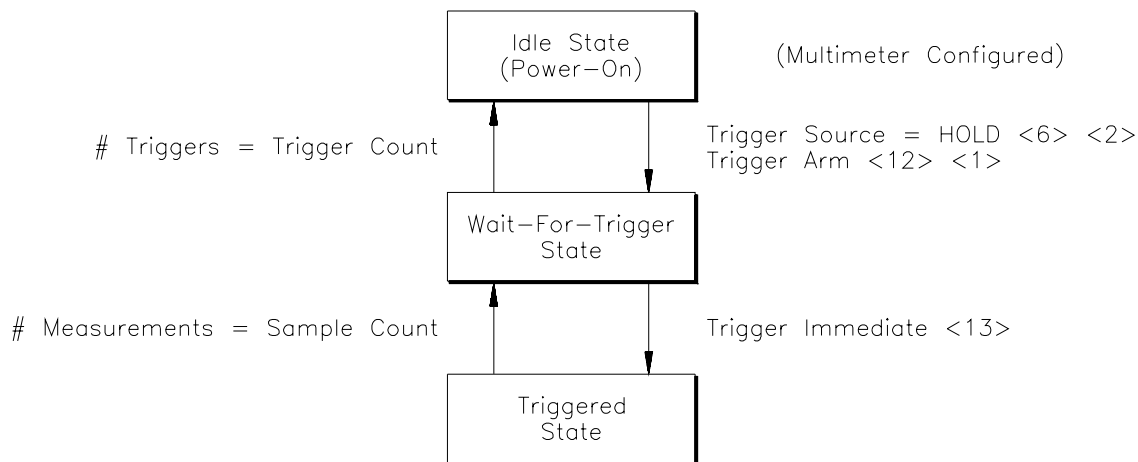 Idle State
(Power-On)
(Multimeter Configured)
# Triggers = Trigger Count
Trigger Source = HOLD <6> <2>
Trigger Arm <12> <1>
Wait-For-Trigger
State
# Measurements = Sample Count
Trigger Immediate <13>
Triggered
State